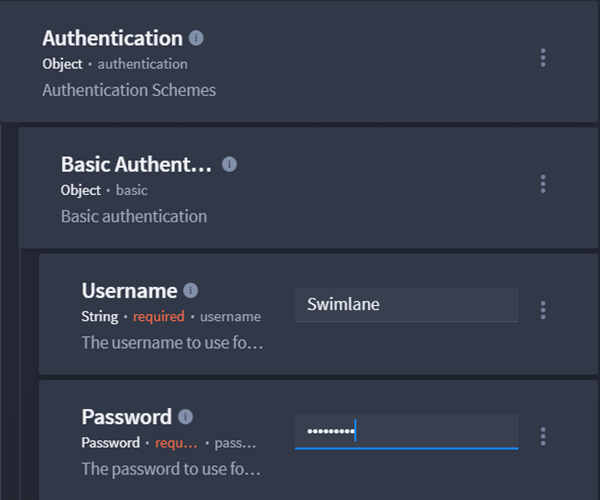 Authentication
Object • authentication
Authentication Schemes
Basic Authent...
Object • basic
Basic authentication
Username
String • required • username
Swimlane
The username to use fo...
Password
Password • requ... • pass...
•••••••••
The password to use fo...